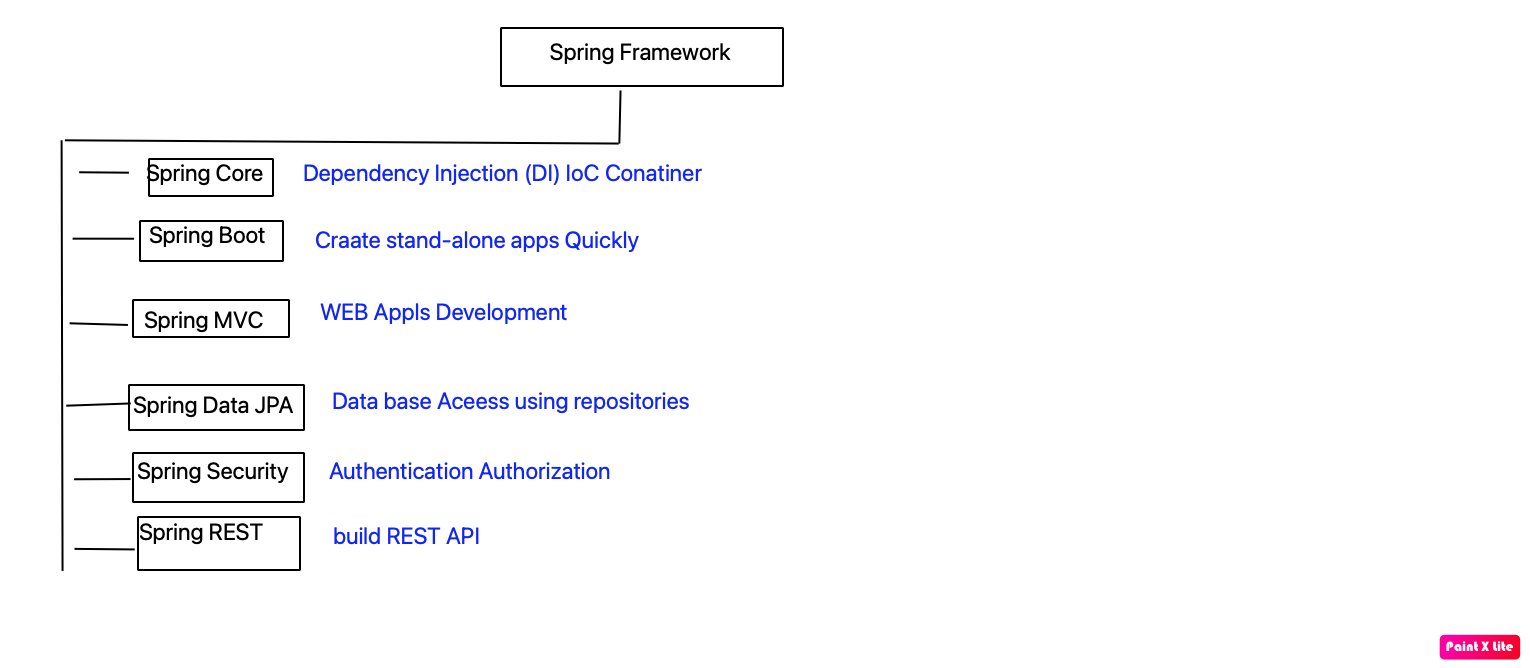 Spring Framework
Spring Core Dependency Injection (DI) IoC Conatiner
Spring Boot Craate stand-alone apps Quickly
Spring MVC WEB Appls Development
Spring Data JPA Data base Aceess using repositories
Spring Security Authentication Authorization
Spring REST build REST API
Paint X Lite